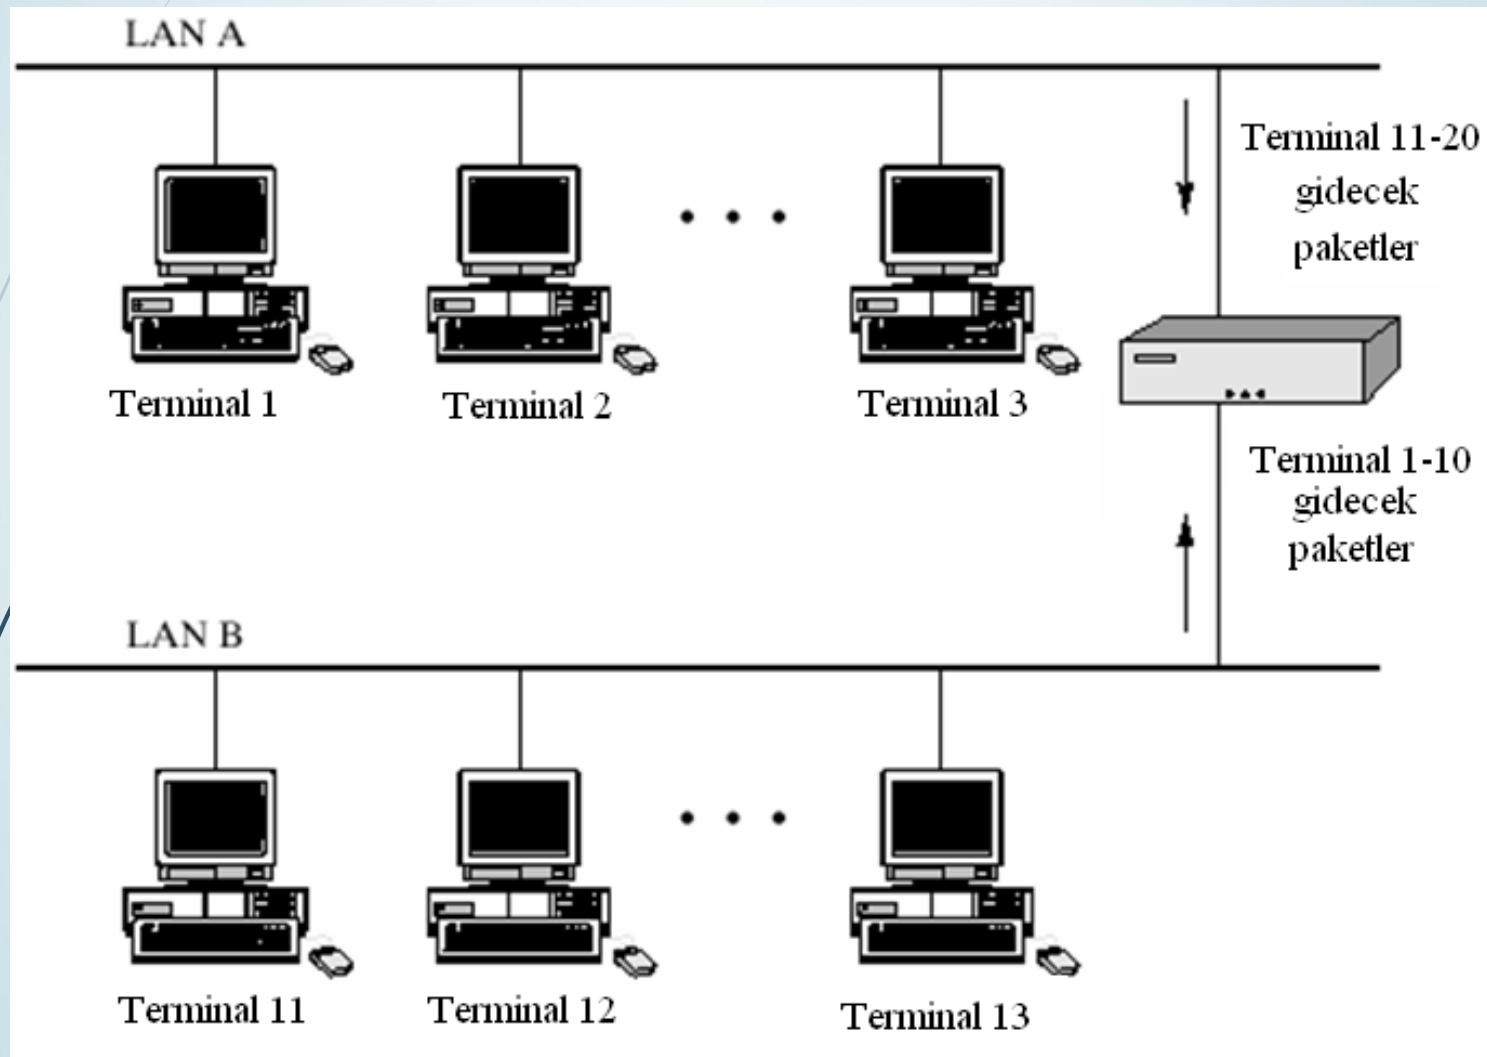 LAN A
Terminal 11-20
gidecek
paketler
Terminal 1
Terminal 2
Terminal 3
Terminal 1-10
gidecek
paketler
LAN B
Terminal 11
Terminal 12
Terminal 13